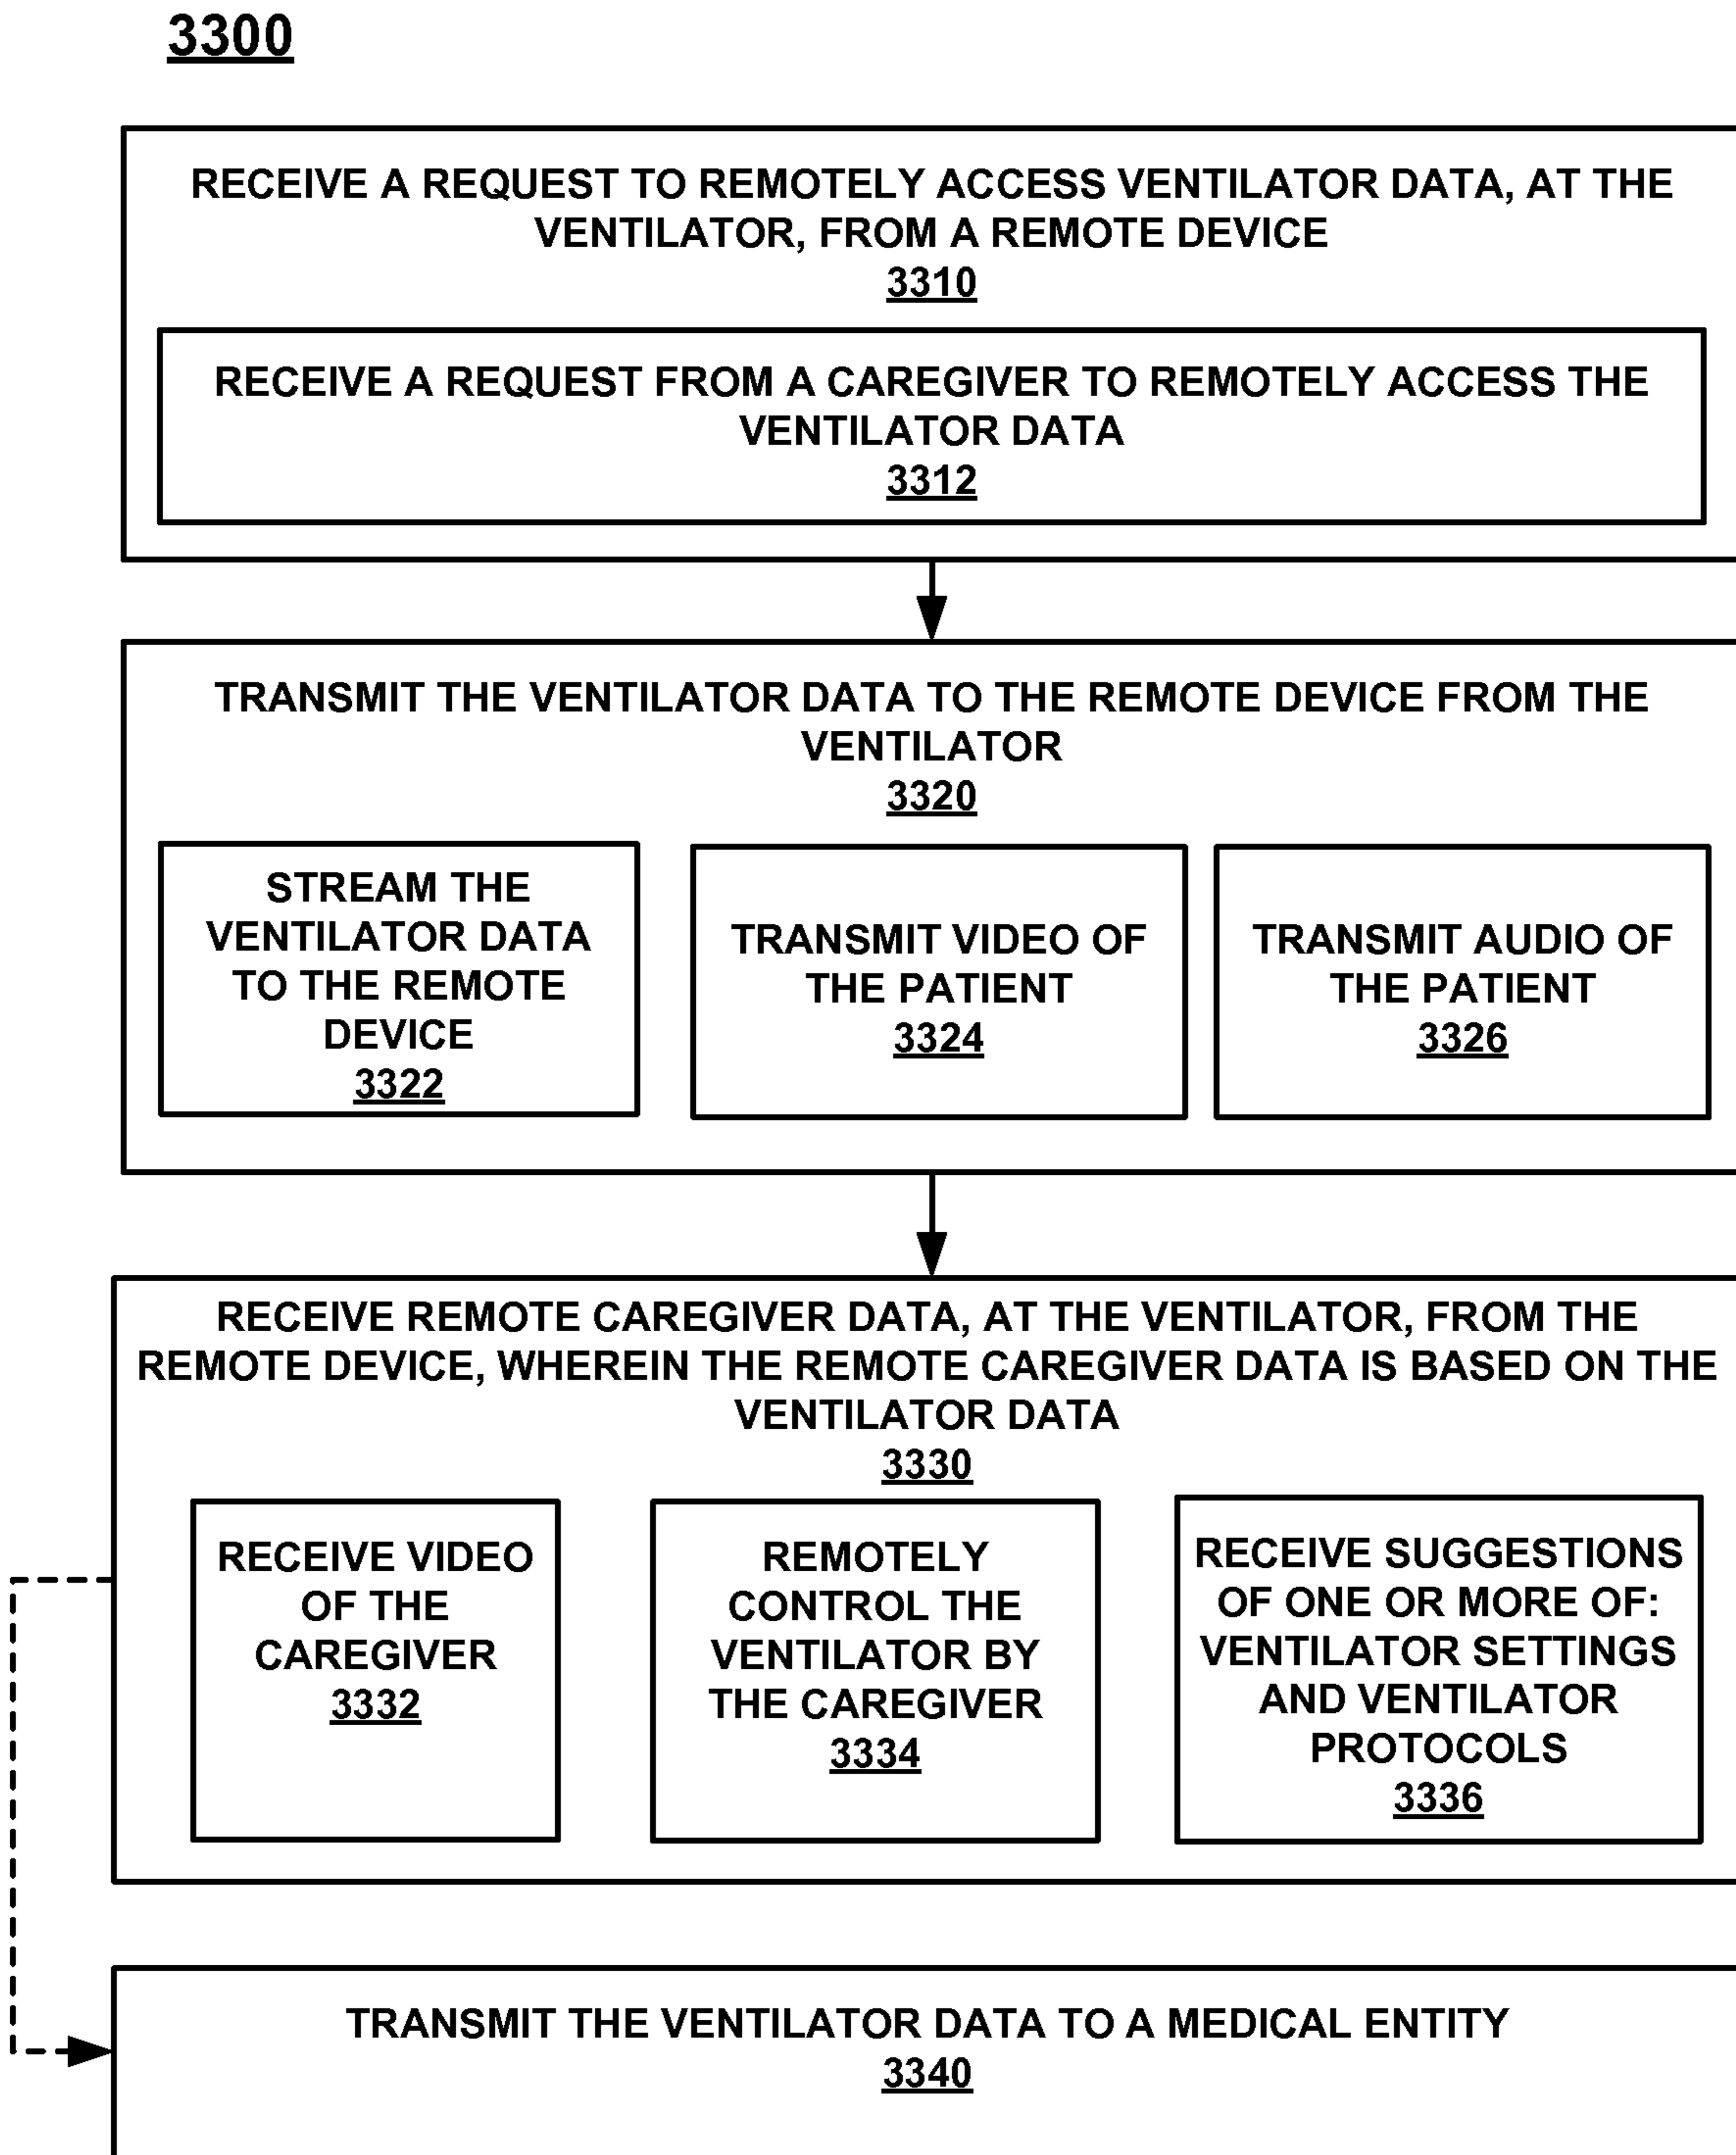 3300
RECEIVE A REQUEST TO REMOTELY ACCESS VENTILATOR DATA, AT THE
VENTILATOR, FROM A REMOTE DEVICE
3310
RECEIVE A REQUEST FROM A CAREGIVER TO REMOTELY ACCESS THE
VENTILATOR DATA
3312
TRANSMIT THE VENTILATOR DATA TO THE REMOTE DEVICE FROM THE
VENTILATOR
3320
STREAM THE
VENTILATOR DATA
TO THE REMOTE
DEVICE
3322
TRANSMIT VIDEO OF
THE PATIENT
3324
TRANSMIT AUDIO OF
THE PATIENT
3326
RECEIVE REMOTE CAREGIVER DATA, AT THE VENTILATOR, FROM THE
REMOTE DEVICE, WHEREIN THE REMOTE CAREGIVER DATA IS BASED ON THE
VENTILATOR DATA
3330
RECEIVE VIDEO
OF THE
CAREGIVER
3332
REMOTELY
CONTROL THE
VENTILATOR BY
THE CAREGIVER
3334
RECEIVE SUGGESTIONS
OF ONE OR MORE OF:
VENTILATOR SETTINGS
AND VENTILATOR
PROTOCOLS
3336
TRANSMIT THE VENTILATOR DATA TO A MEDICAL ENTITY
3340